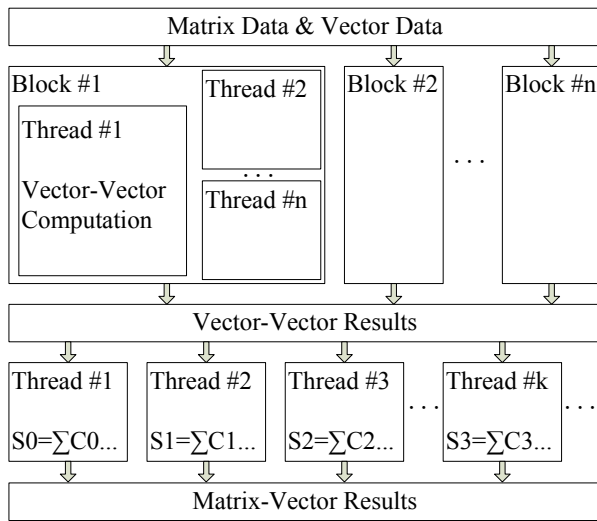 Matrix Data & Vector Data
Block #1
Thread #1
Vector-Vector
Computation
Thread #2
. . .
Thread #n
Block #2
. . .
Block #n
Vector-Vector Results
Thread #1
S0=∑C0...
Thread #2
S1=∑C1...
Thread #3
S2=∑C2...
. . .
Thread #k
S3=∑C3...
. . .
Matrix-Vector Results